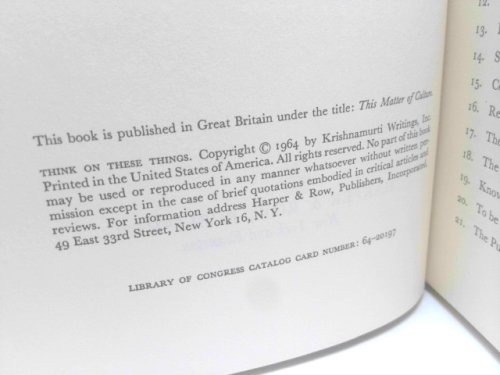 This book is published in Great Britain under the title: This Matter of Culture.
THINK ON THESE THINGS. Copyright © 1964 by Krishnamurti Writings, Inc.
Printed in the United States of America. All rights reserved. No part of this book
may be used or reproduced in any manner whatsoever without written per-
mission except in the case of brief quotations embodied in critical articles and
reviews. For information address Harper & Row, Publishers, Incorporated,
49 East 33rd Street, New York 16, N. Y.
LIBRARY OF CONGRESS CATALOG CARD NUMBER: 64-20197
12.
13.
14. S
15. Co
16. Re
17. The
18. The
19. Know
20. To be
21. The Pu